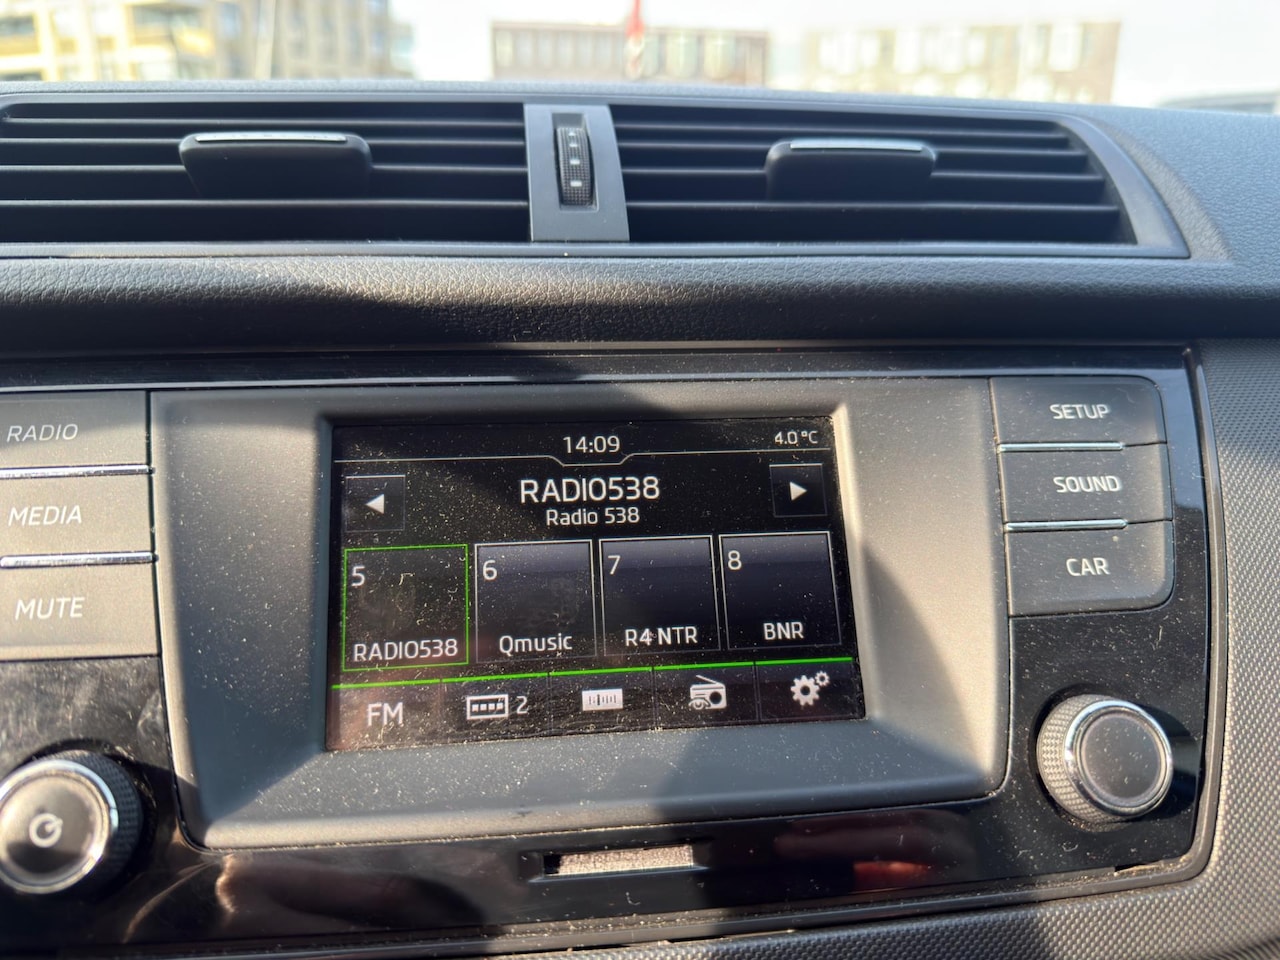 RADIO
MEDIA
MUTE
14:09
4.0 °C
RADIO538
Radio 538
5
RADIO538
6
Qmusic
7
R4 NTR
8
BNR
FM
2
SETUP
SOUND
CAR